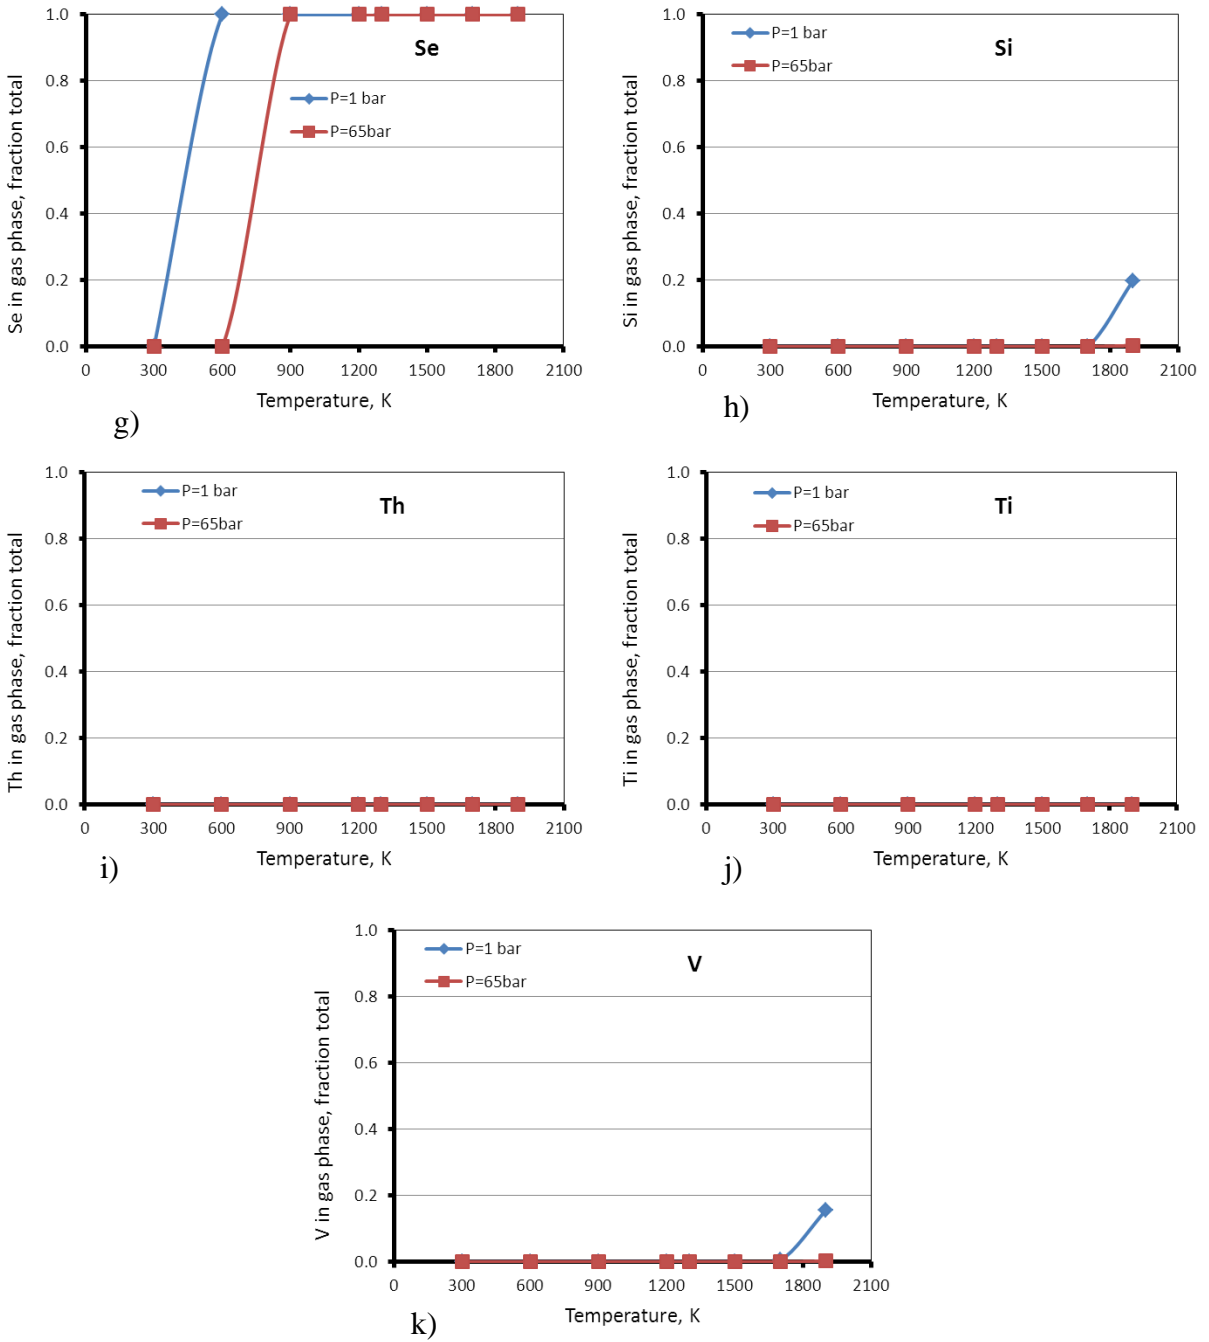 1.0
0.8
0.6
0.4
0.2
0.0
Se in gas phase, fraction total
Se
P=1 bar
P=65bar
0 300 600 900 1200 1500 1800 2100
Temperature, K
g)
1.0
0.8
0.6
0.4
0.2
0.0
Si in gas phase, fraction total
P=1 bar
P=65bar
Si
0 300 600 900 1200 1500 1800 2100
Temperature, K
h)
1.0
0.8
0.6
0.4
0.2
0.0
Th in gas phase, fraction total
P=1 bar
P=65bar
Th
0 300 600 900 1200 1500 1800 2100
Temperature, K
i)
1.0
0.8
0.6
0.4
0.2
0.0
Ti in gas phase, fraction total
P=1 bar
P=65bar
Ti
0 300 600 900 1200 1500 1800 2100
Temperature, K
j)
1.0
0.8
0.6
0.4
0.2
0.0
V in gas phase, fraction total
P=1 bar
P=65bar
V
0 300 600 900 1200 1500 1800 2100
Temperature, K
k)